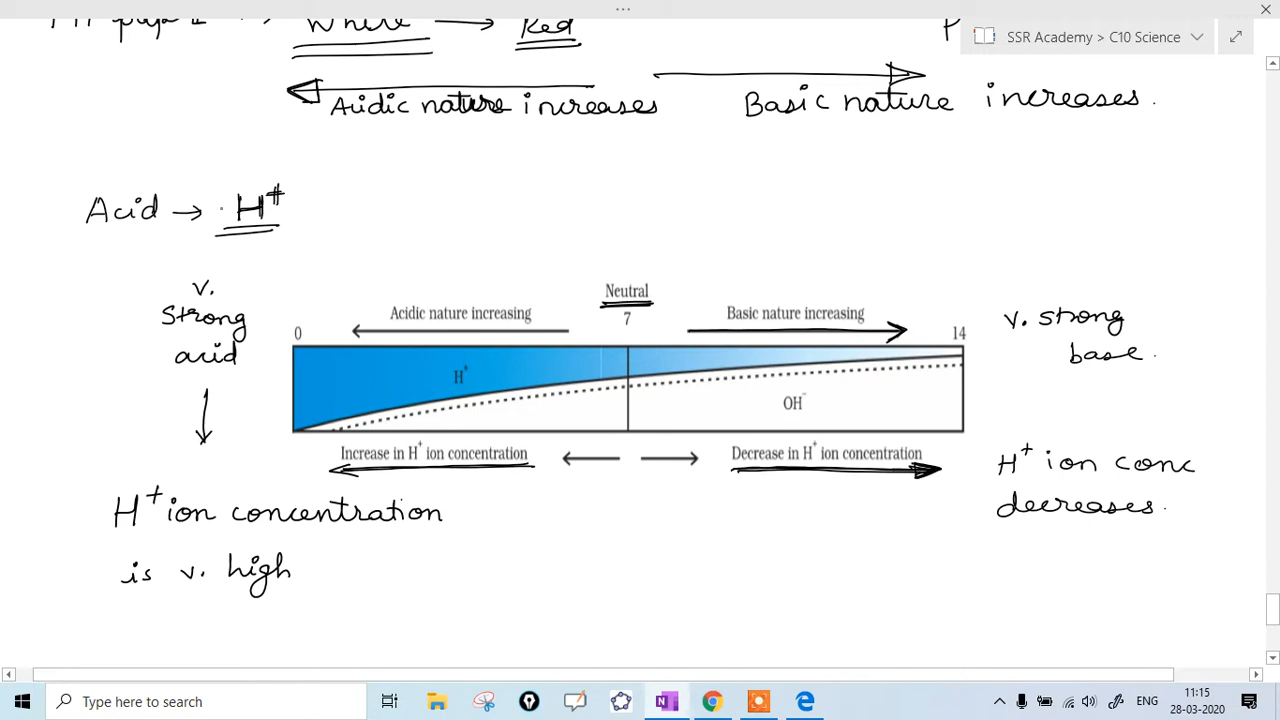 White → Red
SSR Academy > C10 Science
Acidic nature increases
Basic nature increases.
Acid → H⁺
v.
Strong
acid
Neutral
Acidic nature increasing
7
Basic nature increasing
0
14
v. strong
base.
H⁺
OH⁻
Increase in H⁺ ion concentration
Decrease in H⁺ ion concentration
H⁺ ion conc
decreases.
H⁺ ion concentration
is v. high
Type here to search
11:15
28-03-2020